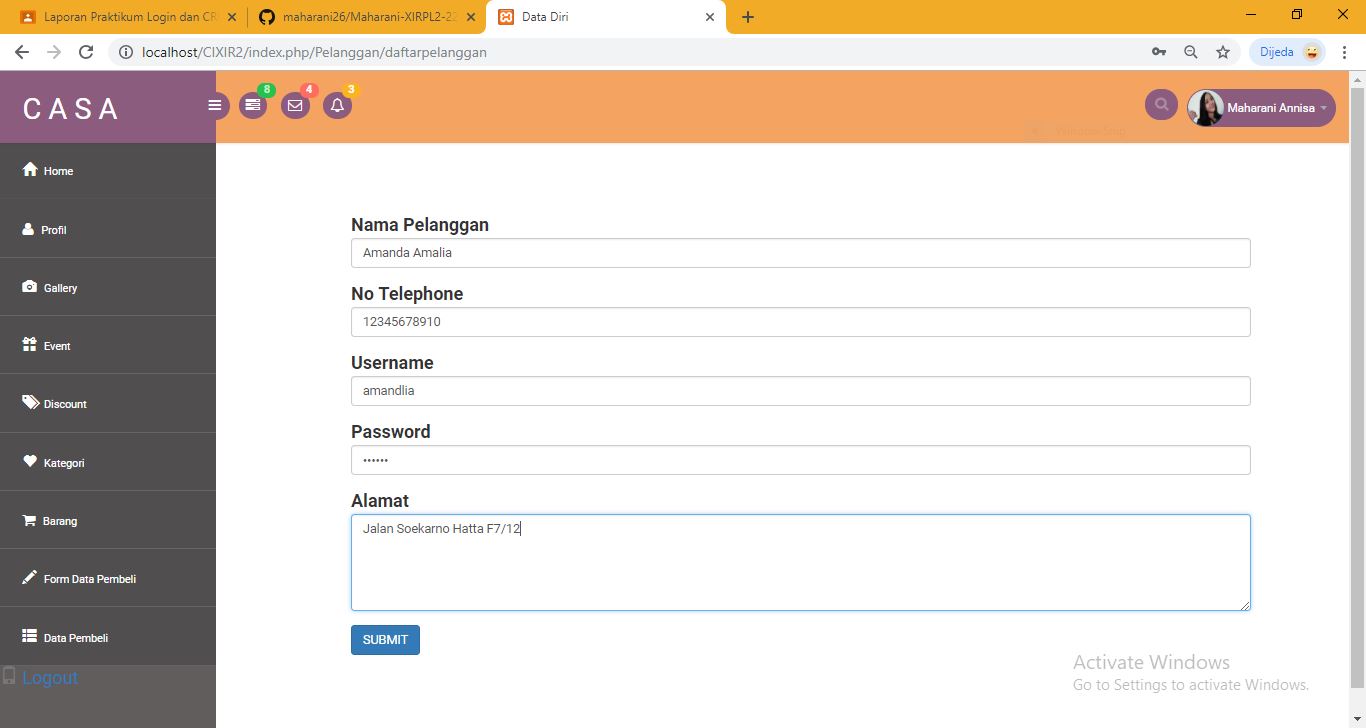 Laporan Praktikum Login dan CR
maharani26/Maharani-XIRPL2-22
Data Diri
localhost/CIXIR2/index.php/Pelanggan/daftarpelanggan
Dijeda
CASA
8
4
3
Maharani Annisa
Window Snip
Home
Profil
Gallery
Event
Discount
Kategori
Barang
Form Data Pembeli
Data Pembeli
Logout
Nama Pelanggan
Amanda Amalia
No Telephone
12345678910
Username
amandlia
Password
••••••
Alamat
Jalan Soekarno Hatta F7/12
SUBMIT
Activate Windows
Go to Settings to activate Windows.